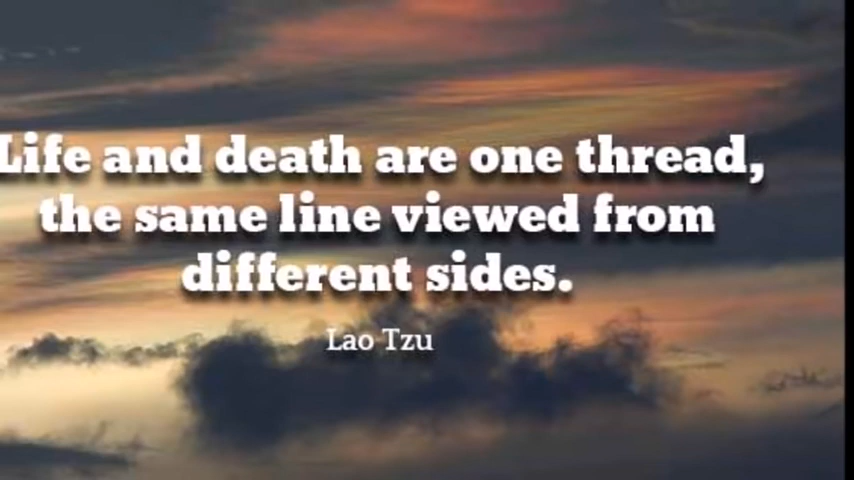 Life and death are one thread,
the same line viewed from
different sides.
Lao Tzu